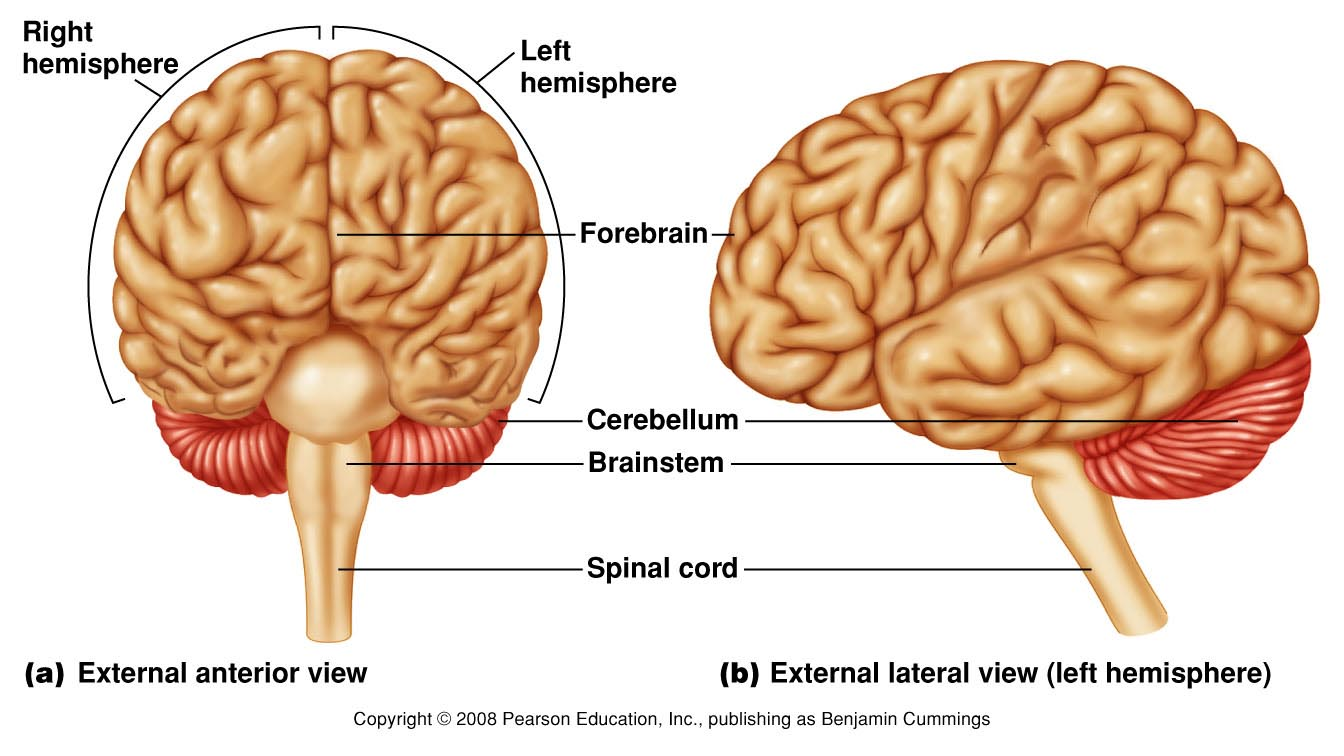 Right
hemisphere
Left
hemisphere
Forebrain
Cerebellum
Brainstem
Spinal cord
(a) External anterior view
(b) External lateral view (left hemisphere)
Copyright © 2008 Pearson Education, Inc., publishing as Benjamin Cummings